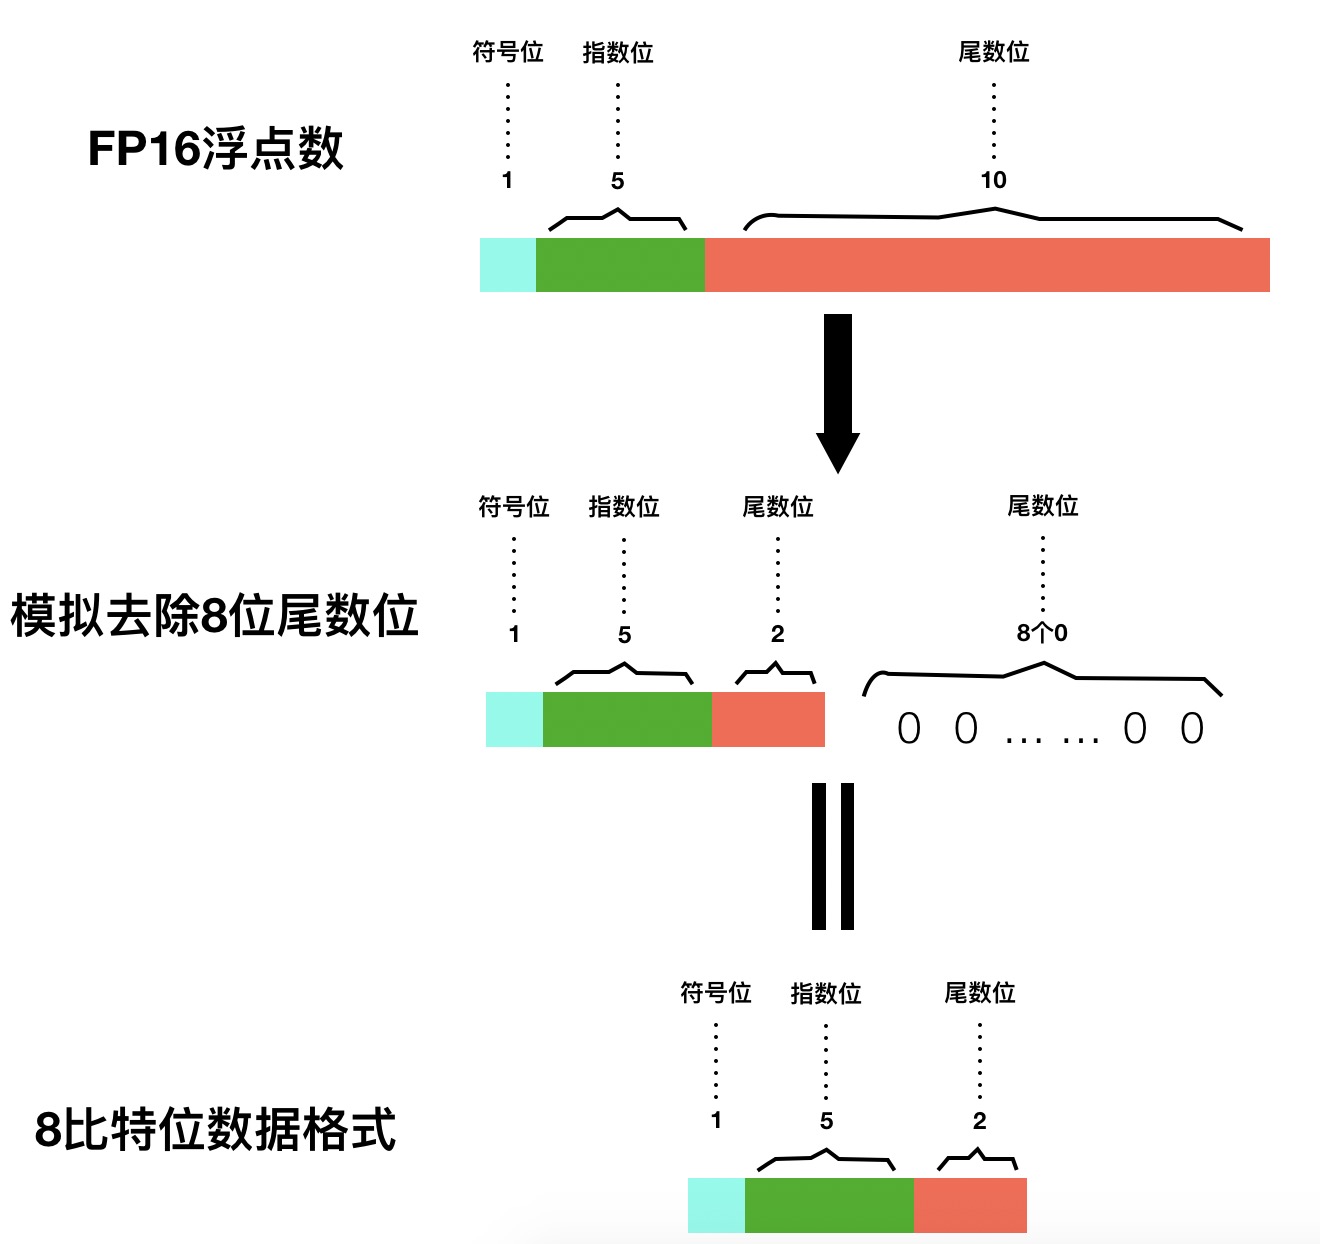 符号位 指数位 尾数位
FP16浮点数
1 5 10
符号位 指数位 尾数位 尾数位
模拟去除8位尾数位
1 5 2 8个0
0 0 ... ... 0 0
符号位 指数位 尾数位
8比特位数据格式
1 5 2